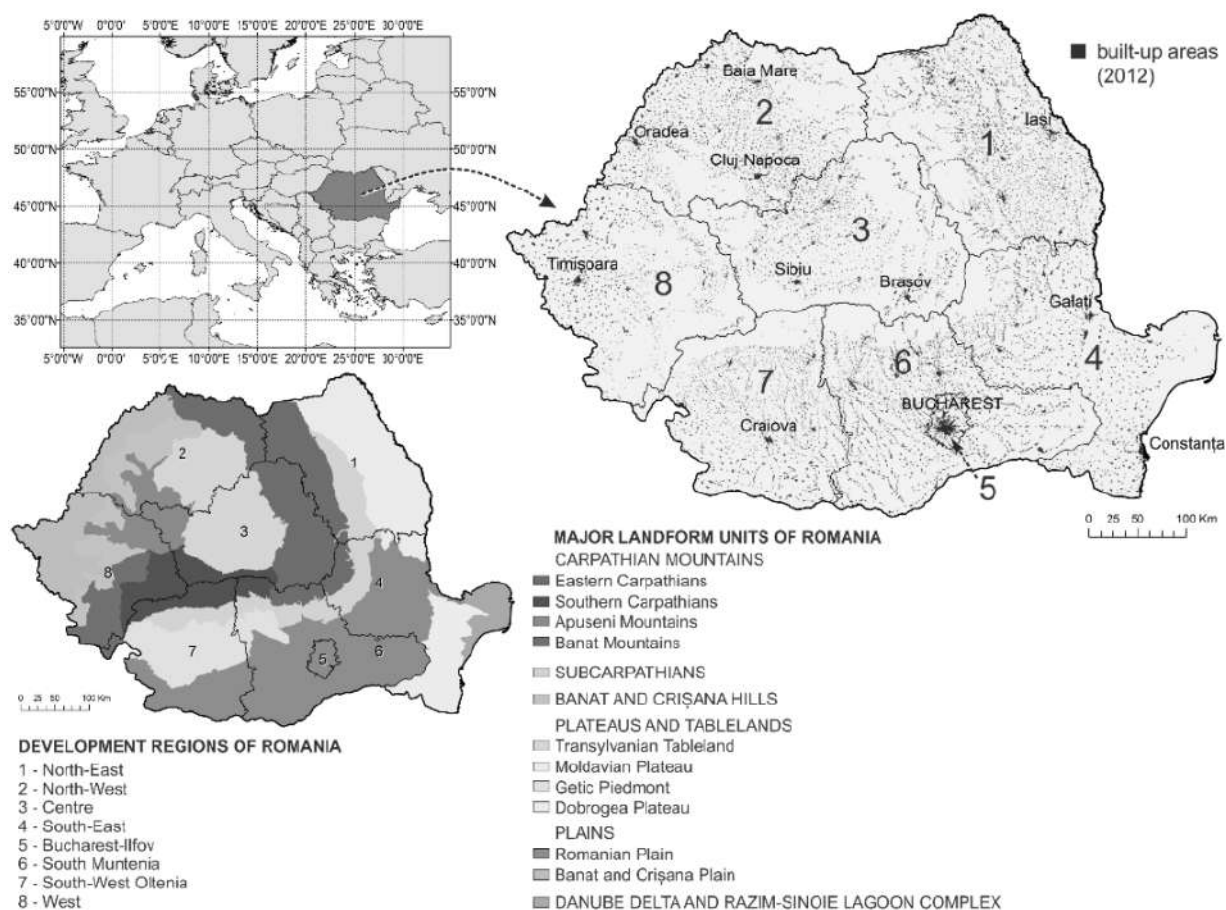 5°0'0"W 0°0'0" 5°0'0"E 10°0'0"E 15°0'0"E 20°0'0"E 25°0'0"E 30°0'0"E
55°0'0"N 55°0'0"N
50°0'0"N 50°0'0"N
45°0'0"N 45°0'0"N
40°0'0"N 40°0'0"N
35°0'0"N 35°0'0"N
5°0'0"W 0°0'0" 5°0'0"E 10°0'0"E 15°0'0"E 20°0'0"E 25°0'0"E 30°0'0"E
built-up areas
(2012)
Baia Mare
2
1
Iași
Oradea
Cluj Napoca
3
Timișoara
8
Sibiu
Brasov
Galați
4
6
7
BUCHAREST
Craiova
Constanța
5
0 25 50 100 Km
2
1
3
8
4
7
5
6
0 25 50 100 Km
DEVELOPMENT REGIONS OF ROMANIA
1 - North-East
2 - North-West
3 - Centre
4 - South-East
5 - Bucharest-Ilfov
6 - South Muntenia
7 - South-West Oltenia
8 - West
MAJOR LANDFORM UNITS OF ROMANIA
CARPATHIAN MOUNTAINS
Eastern Carpathians
Southern Carpathians
Apuseni Mountains
Banat Mountains
SUBCARPATHIANS
BANAT AND CRIȘANA HILLS
PLATEAUS AND TABLELANDS
Transylvanian Tableland
Moldavian Plateau
Getic Piedmont
Dobrogea Plateau
PLAINS
Romanian Plain
Banat and Crișana Plain
DANUBE DELTA AND RAZIM-SINOIE LAGOON COMPLEX